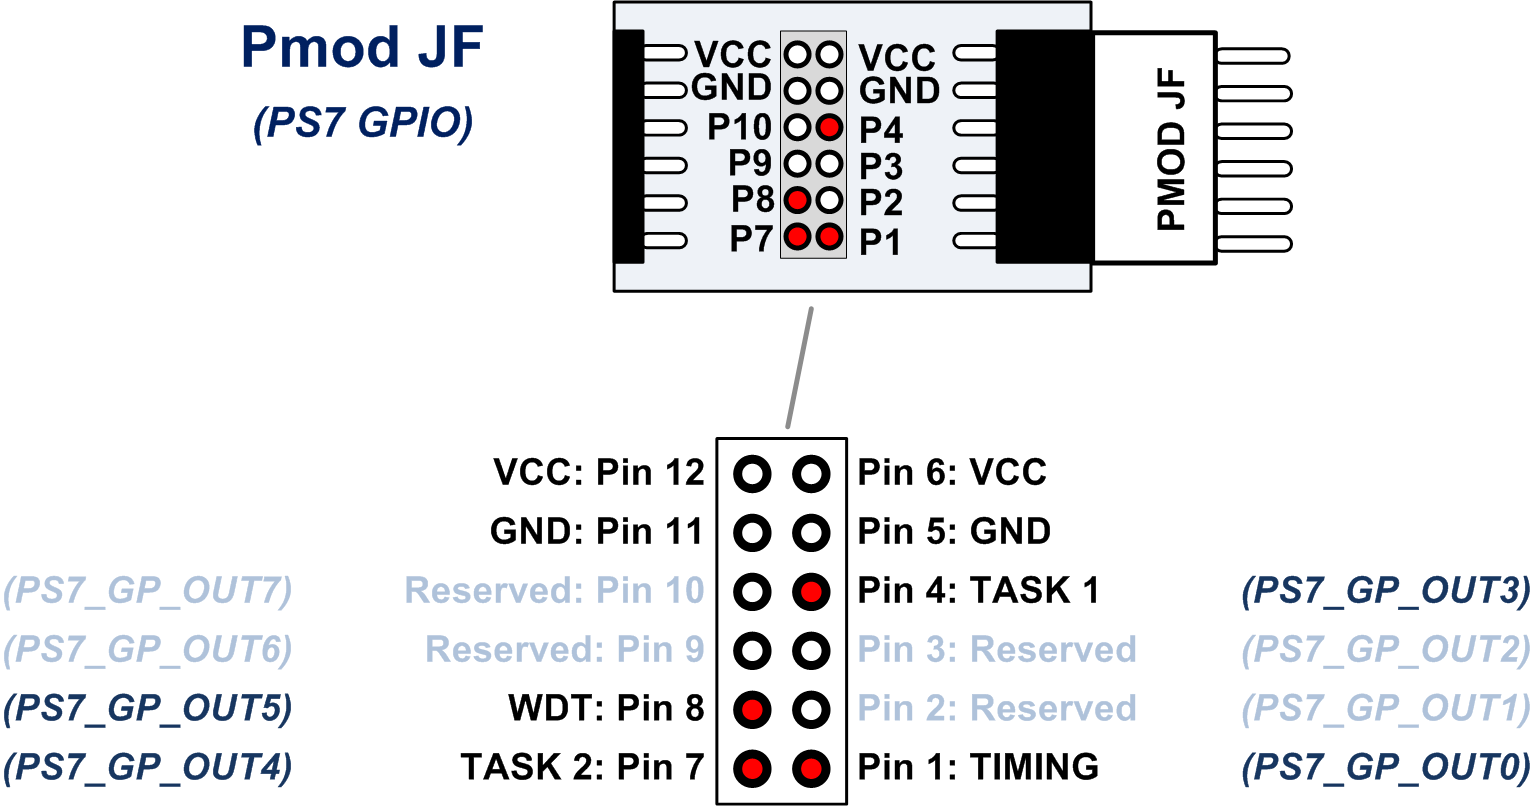 Pmod JF
(PS7 GPIO)
VCC VCC
GND GND
P10 P4
P9 P3
P8 P2
P7 P1
PMOD JF
VCC: Pin 12 Pin 6: VCC
GND: Pin 11 Pin 5: GND
(PS7_GP_OUT7) Reserved: Pin 10 Pin 4: TASK 1 (PS7_GP_OUT3)
(PS7_GP_OUT6) Reserved: Pin 9 Pin 3: Reserved (PS7_GP_OUT2)
(PS7_GP_OUT5) WDT: Pin 8 Pin 2: Reserved (PS7_GP_OUT1)
(PS7_GP_OUT4) TASK 2: Pin 7 Pin 1: TIMING (PS7_GP_OUT0)